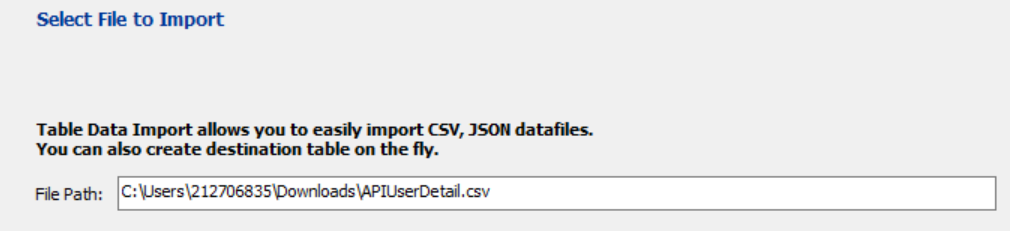 Select File to Import
Table Data Import allows you to easily import CSV, JSON datafiles.
You can also create destination table on the fly.
File Path: C:\Users\212706835\Downloads\APIUserDetail.csv